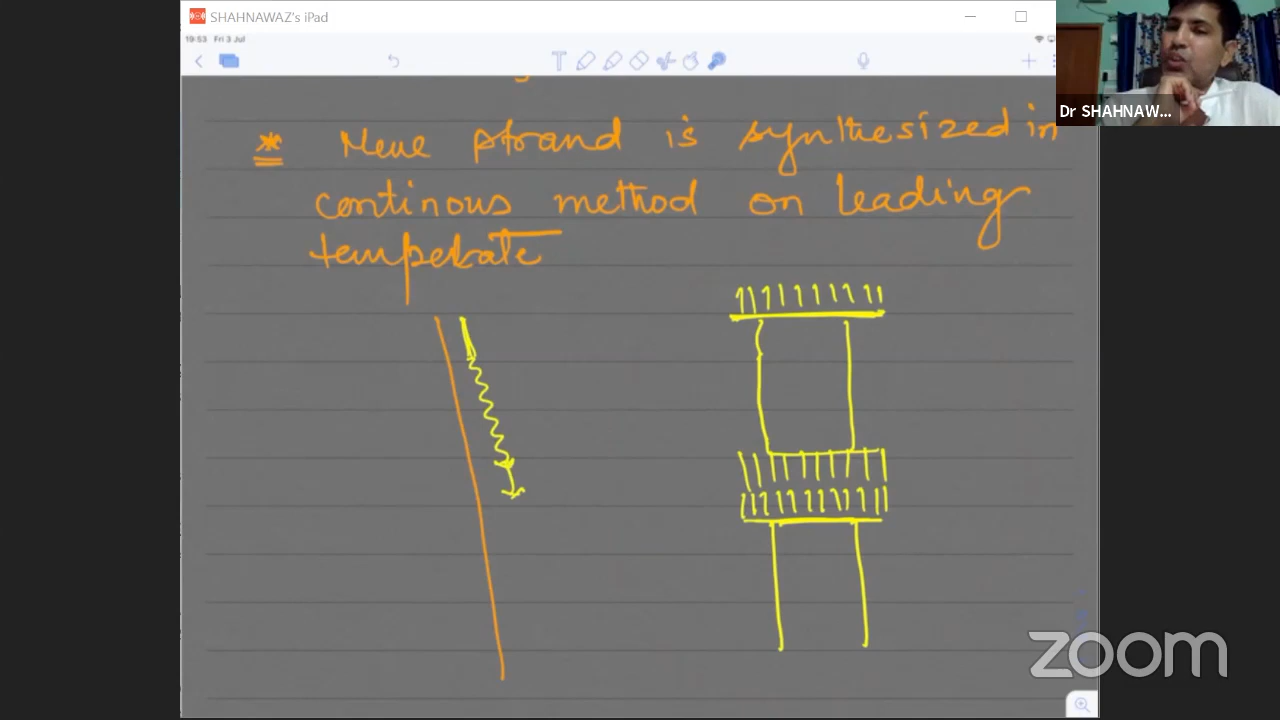 SHAHNAWAZ's iPad
19:53 Fri 3 Jul
T
Dr SHAHNAW...
* New strand is synthesized in
continous method on leading
temperate
zoom